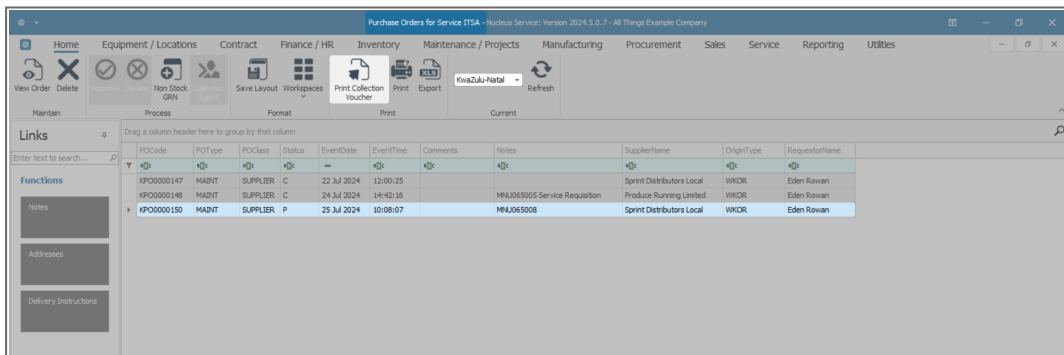 Purchase Orders for Service ITSA - Nucleus Service: Version 2024.5.0.7 - All Things Example Company
Home Equipment / Locations Contract Finance / HR Inventory Maintenance / Projects Manufacturing Procurement Sales Service Reporting Utilities
View Order Delete Approve Decline Non Stock GRN Collection Agent Save Layout Workspaces Print Collection Voucher Print Export KwaZulu-Natal Refresh
Maintain Process Format Print Current
Links
Drag a column header here to group by that column
Enter text to search...
POCode POType POClass Status EventDate EventTime Comments Notes SupplierName OriginType RequestorName
Functions
KPO0000147 MAINT SUPPLIER C 22 Jul 2024 12:00:25 Sprint Distributors Local WKOR Eden Rowan
KPO0000148 MAINT SUPPLIER C 24 Jul 2024 14:42:16 MNU065005 Service Requisition Produce Running Limited WKOR Eden Rowan
KPO0000150 MAINT SUPPLIER P 25 Jul 2024 10:08:07 MNU065008 Sprint Distributors Local WKOR Eden Rowan
Notes
Addresses
Delivery Instructions